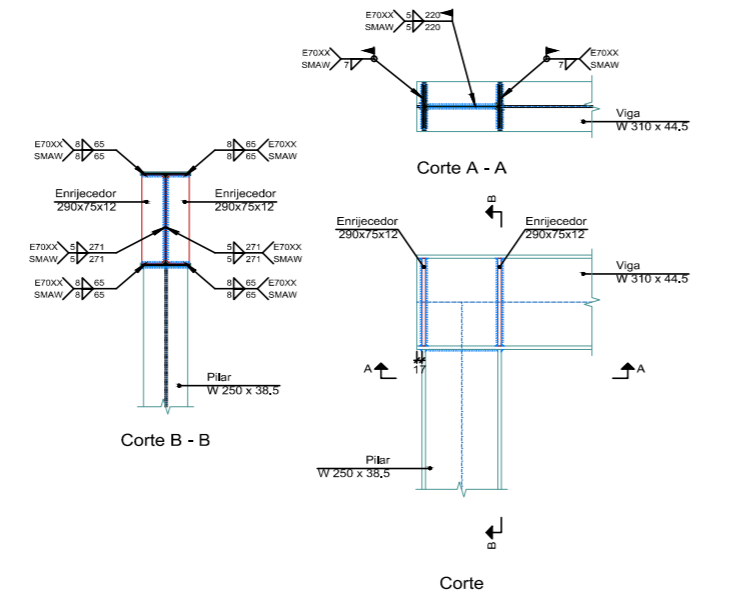 E70XX 5 220
SMAW 5 220
E70XX
SMAW 7
E70XX
7 SMAW
Viga
W 310 x 44.5
Corte A - A
E70XX 8 65
SMAW 8 65
8 65 E70XX
8 65 SMAW
Enrijecedor
290x75x12
Enrijecedor
290x75x12
E70XX 5 271
SMAW 5 271
5 271 E70XX
5 271 SMAW
E70XX 8 65
SMAW 8 65
8 65 E70XX
8 65 SMAW
Pilar
W 250 x 38.5
Corte B - B
B
Enrijecedor
290x75x12
Enrijecedor
290x75x12
Viga
W 310 x 44.5
A
17
A
Pilar
W 250 x 38.5
B
Corte